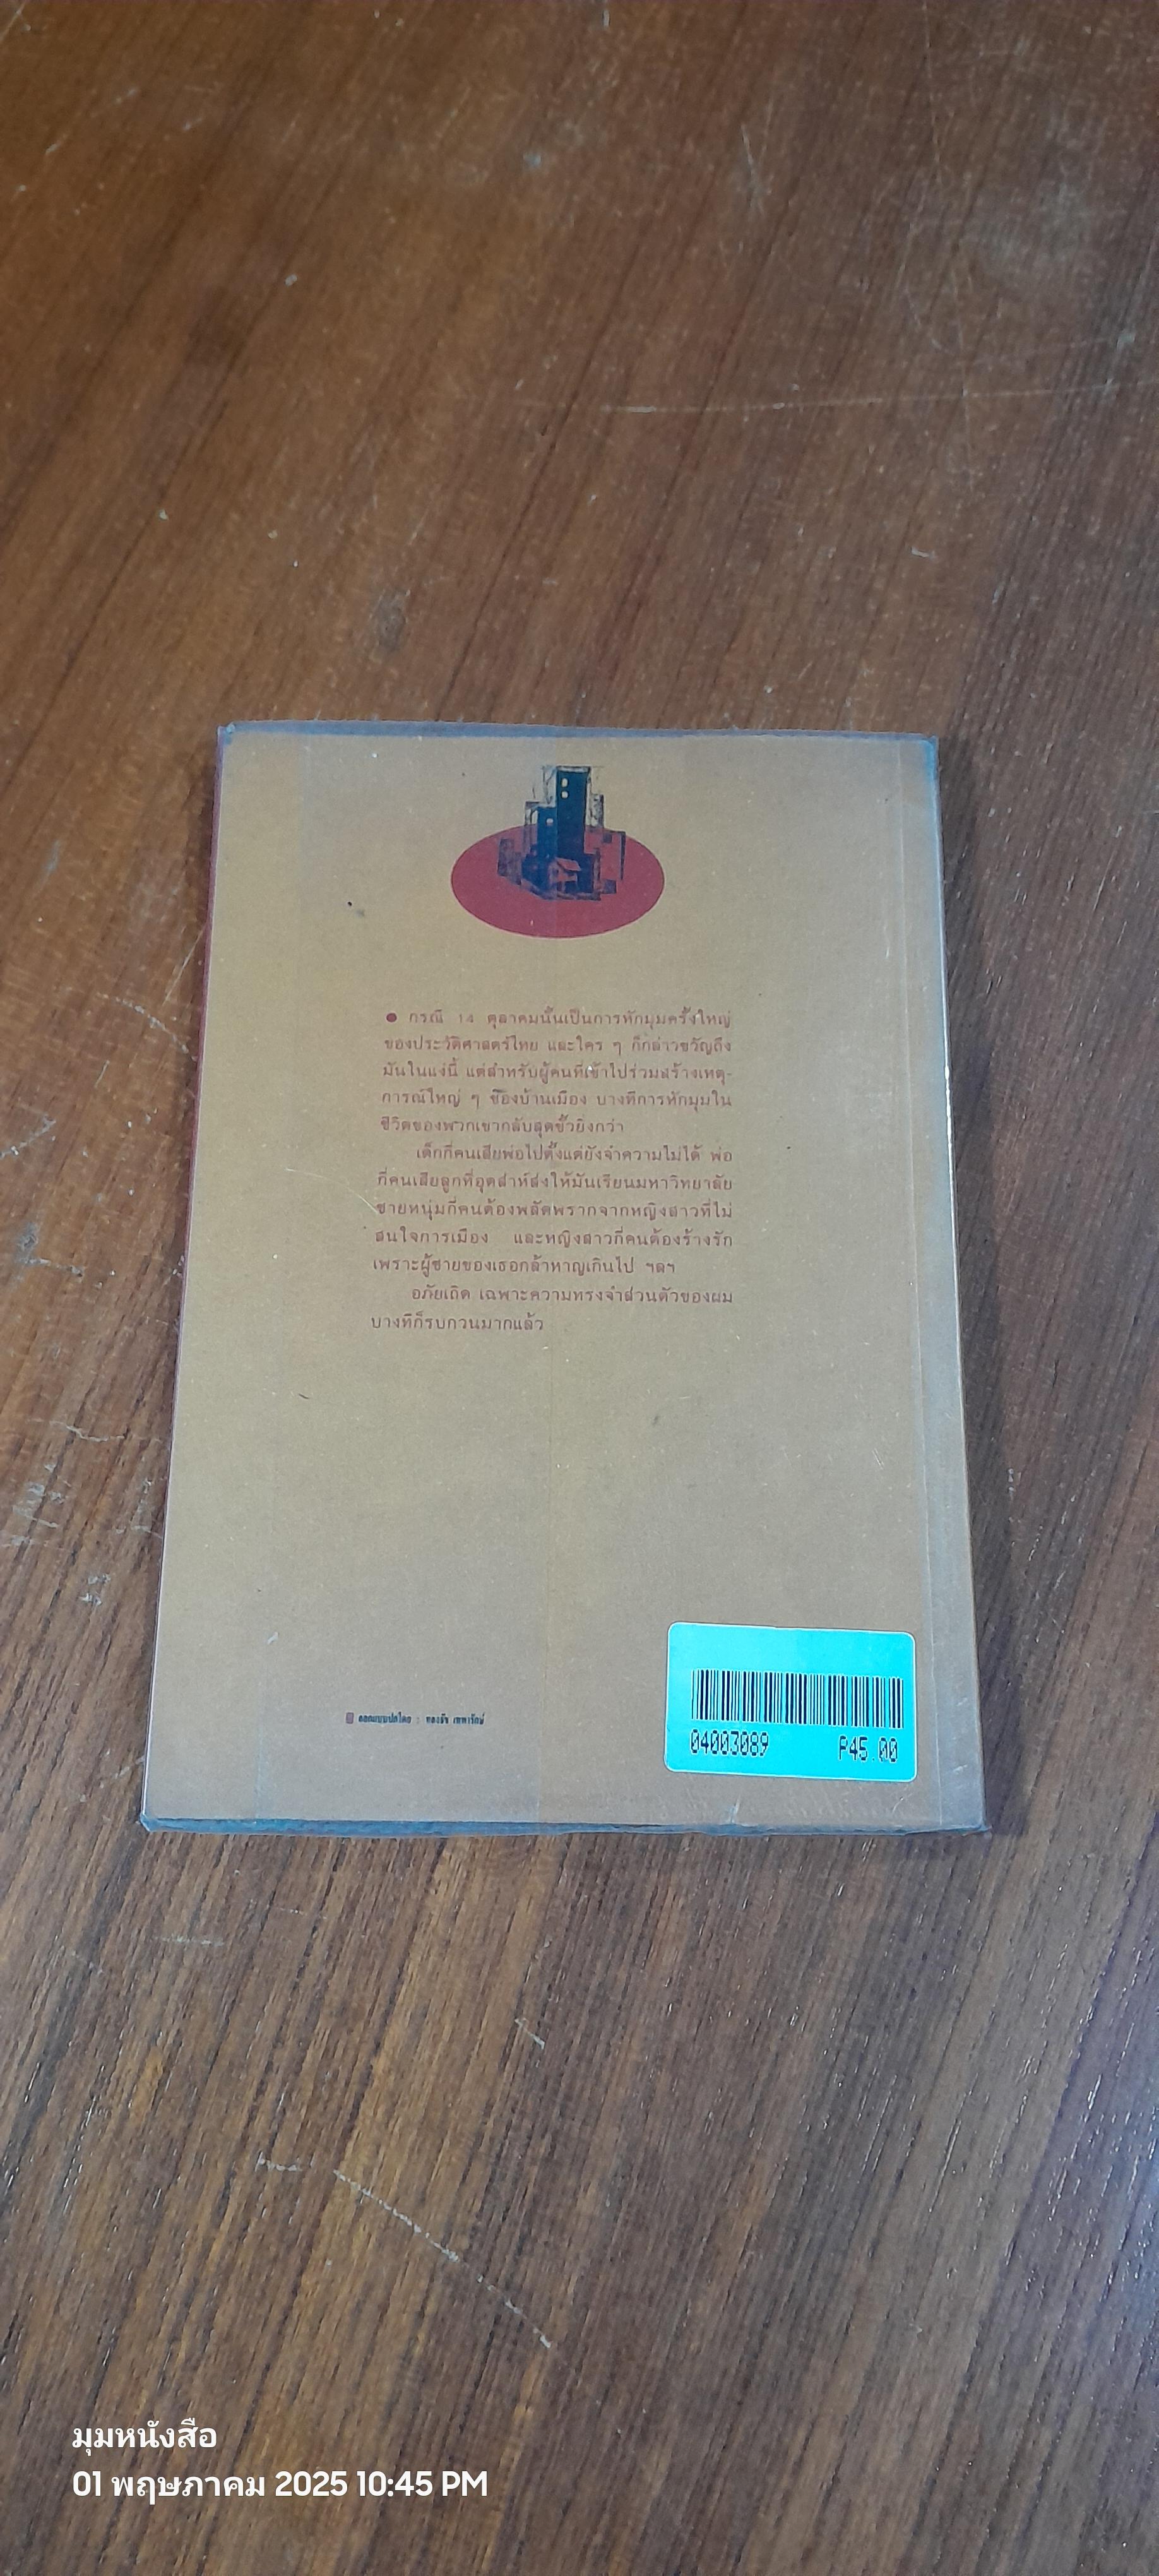 ● กรณี 14 ตุลาคมนั้นเป็นการหักมุมครั้งใหญ่
ของประวัติศาสตร์ไทย และใคร ๆ ก็กล่าวขวัญถึง
มันในแง่นี้ แต่สำหรับผู้คนที่เข้าไปร่วมสร้างเหตุ-
การณ์ใหญ่ ๆ ของบ้านเมือง บางทีการหักมุมใน
ชีวิตของพวกเขากลับสุดขั้วยิ่งกว่า
เด็กกี่คนเสียพ่อไปตั้งแต่ยังจำความไม่ได้ พ่อ
กี่คนเสียลูกที่อุตส่าห์ส่งให้มันเรียนมหาวิทยาลัย
ชายหนุ่มกี่คนต้องพลัดพรากจากหญิงสาวที่ไม่
สนใจการเมือง และหญิงสาวกี่คนต้องร้างรัก
เพราะผู้ชายของเธอกล้าหาญเกินไป ฯลฯ
อภัยเถิด เฉพาะความทรงจำส่วนตัวของผม
บางทีก็รบกวนมากแล้ว
ออกแบบปกโดย :
04003089 P45.00
มุมหนังสือ
01 พฤษภาคม 2025 10:45 PM